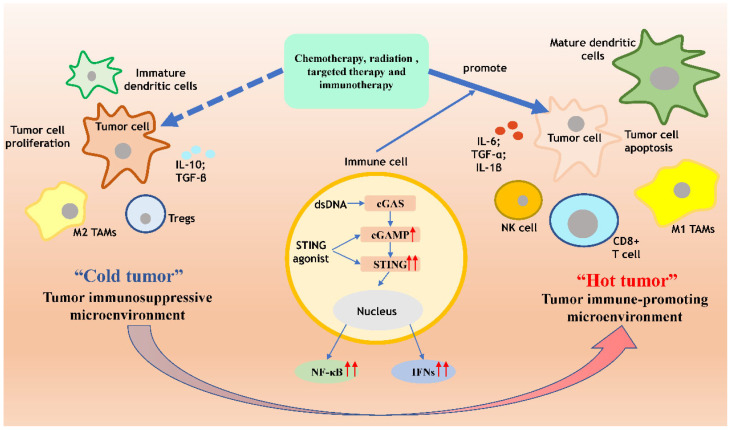 Chemotherapy, radiation ,
targeted therapy and
immunotherapy
promote
Mature dendritic
cells
Immature
dendritic cells
Tumor cell
Tumor cell
proliferation
IL-10;
TGF-ß
M2 TAMs
Tregs
Immune cell
dsDNA
cGAS
cGAMP
STING
agonist
STING
Nucleus
NF-κB
IFNs
IL-6;
TGF-α;
IL-1ß
Tumor cell
Tumor cell
apoptosis
NK cell
CD8+
T cell
M1 TAMs
“Cold tumor”
Tumor immunosuppressive
microenvironment
“Hot tumor”
Tumor immune-promoting
microenvironment